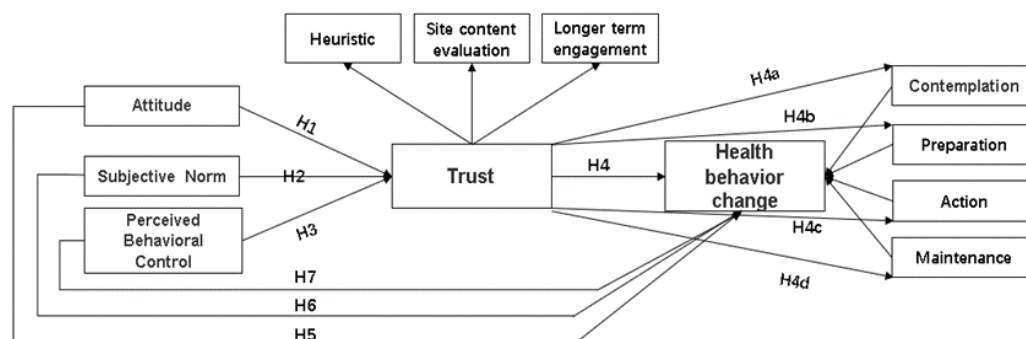 Heuristic
Site content
evaluation
Longer term
engagement
H4a
Contemplation
Attitude
H1
H4b
Preparation
Subjective Norm
H2
Trust
H4
Health
behavior
change
Action
Perceived
Behavioral
Control
H3
H4c
Maintenance
H7
H4d
H6
H5